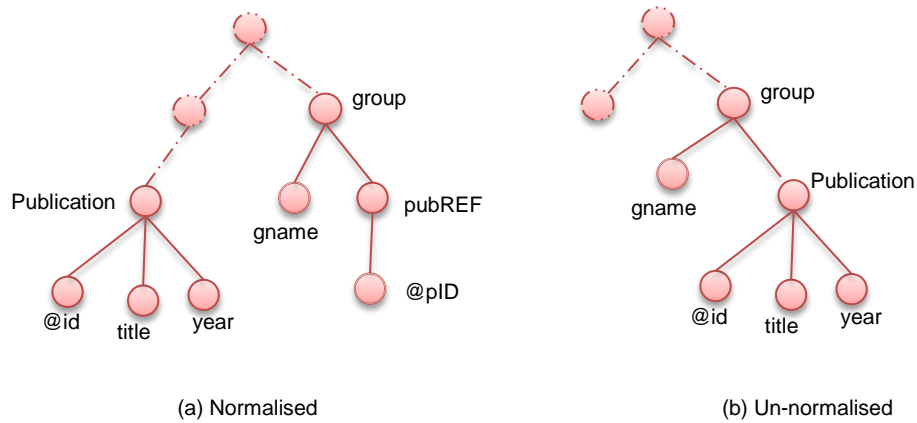 group
Publication
pubREF
gname
@id
title
year
@pID
(a) Normalised
group
Publication
gname
@id
title
year
(b) Un-normalised